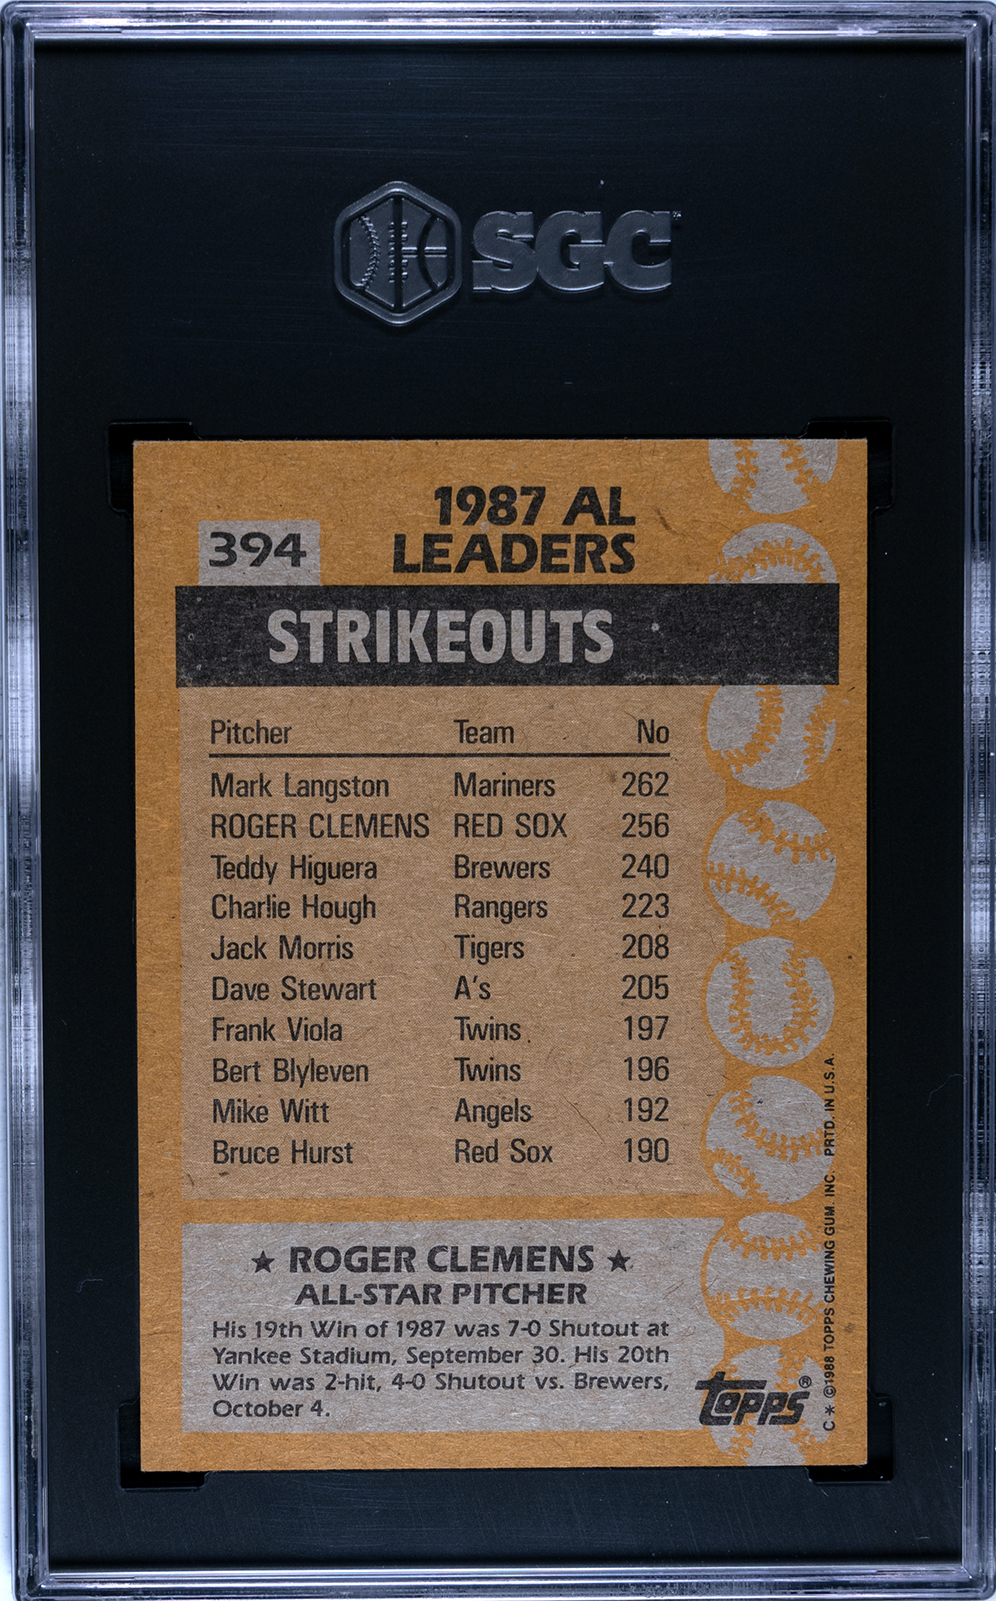 SGC™
1987 AL
LEADERS
394
STRIKEOUTS
Pitcher Team No
Mark Langston Mariners 262
ROGER CLEMENS RED SOX 256
Teddy Higuera Brewers 240
Charlie Hough Rangers 223
Jack Morris Tigers 208
Dave Stewart A's 205
Frank Viola Twins 197
Bert Blyleven Twins 196
Mike Witt Angels 192
Bruce Hurst Red Sox 190
★ ROGER CLEMENS ★
ALL-STAR PITCHER
His 19th Win of 1987 was 7-0 Shutout at
Yankee Stadium, September 30. His 20th
Win was 2-hit, 4-0 Shutout vs. Brewers,
October 4.
topps®
C * ©1988 TOPPS CHEWING GUM. INC. PRTD. IN U.S.A.